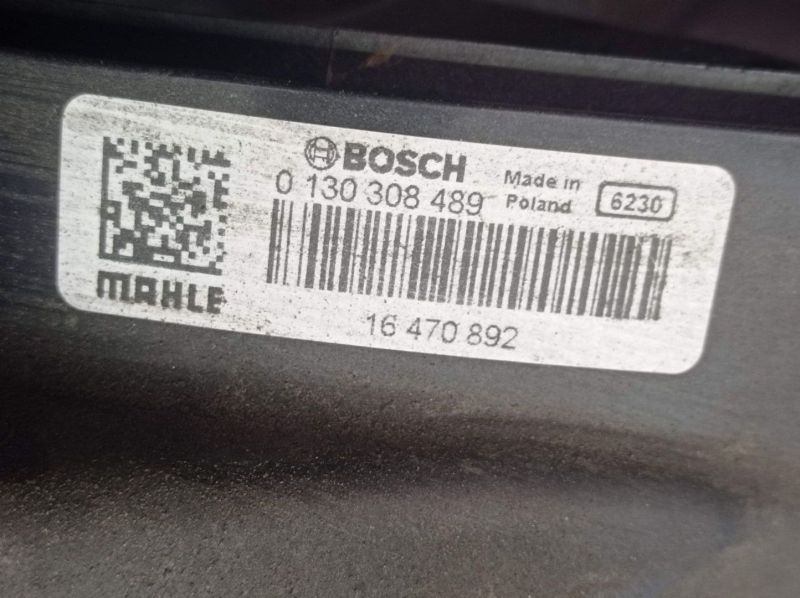 BOSCH
0 130 308 489
Made in
Poland
6230
MAHLE
16 470 892